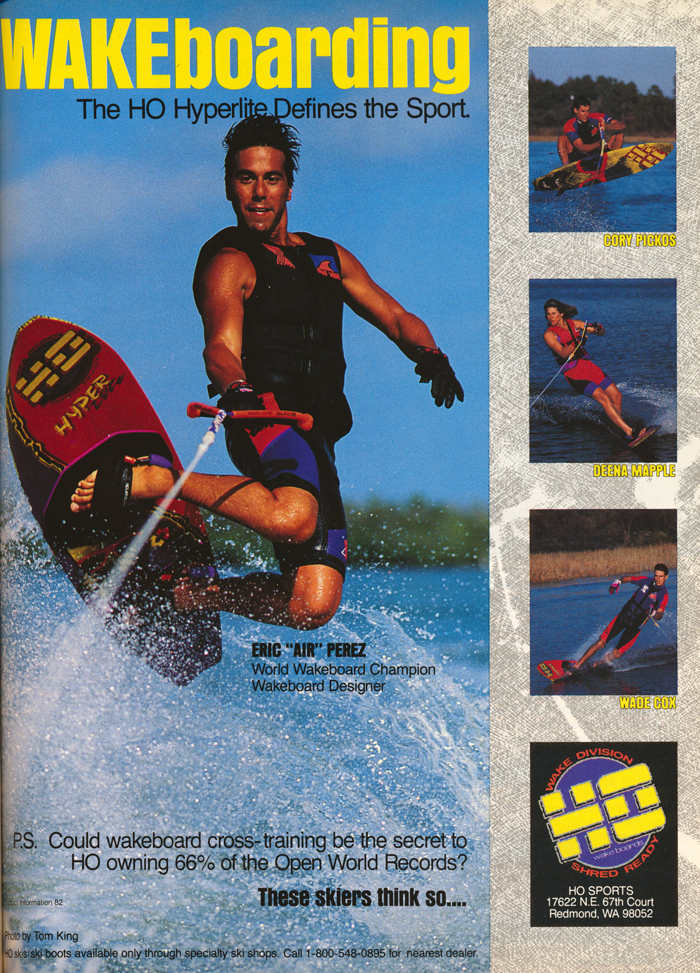 WAKEboarding
The HO Hyperlite Defines the Sport.
HO
HYPER
ERIC "AIR" PEREZ
World Wakeboard Champion
Wakeboard Designer
P.S. Could wakeboard cross-training be the secret to
HO owning 66% of the Open World Records?
These skiers think so....
Information 82
Photo by Tom King
HO skis/ski boots available only through specialty ski shops. Call 1-800-548-0895 for nearest dealer.
CORY PICKOS
DEENA MAPPLE
WADE COX
WAKE DIVISION
HO
wake boards
SHRED READY
HO SPORTS
17622 N.E. 67th Court
Redmond, WA 98052